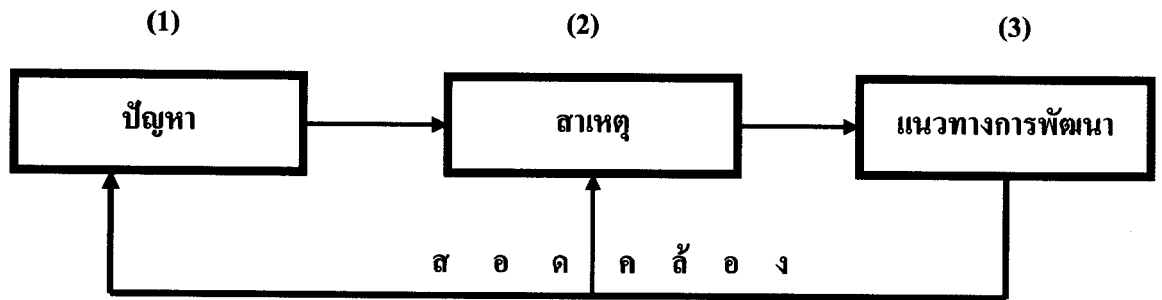 (1) (2) (3)
ปัญหา สาเหตุ แนวทางการพัฒนา
ส อ ด ค ล้ อ ง